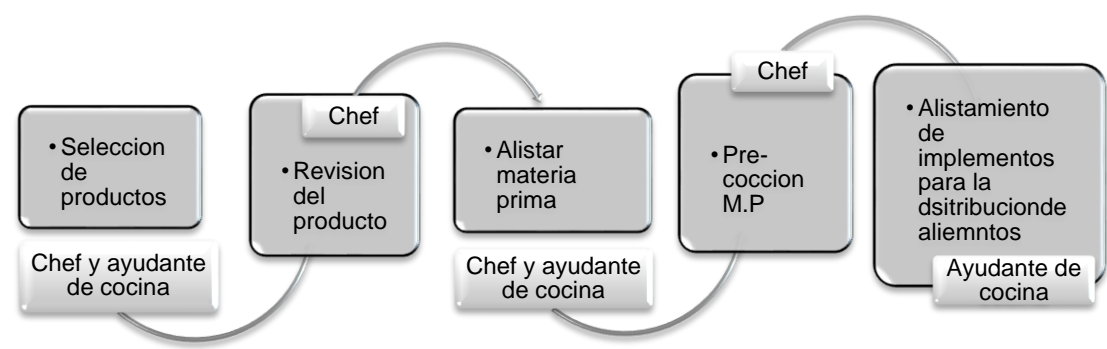 • Seleccion
de
productos
Chef y ayudante
de cocina
Chef
• Revision
del
producto
• Alistar
materia
prima
Chef y ayudante
de cocina
Chef
• Pre-
coccion
M.P
• Alistamiento
de
implementos
para la
dsitribucionde
aliemntos
Ayudante de
cocina